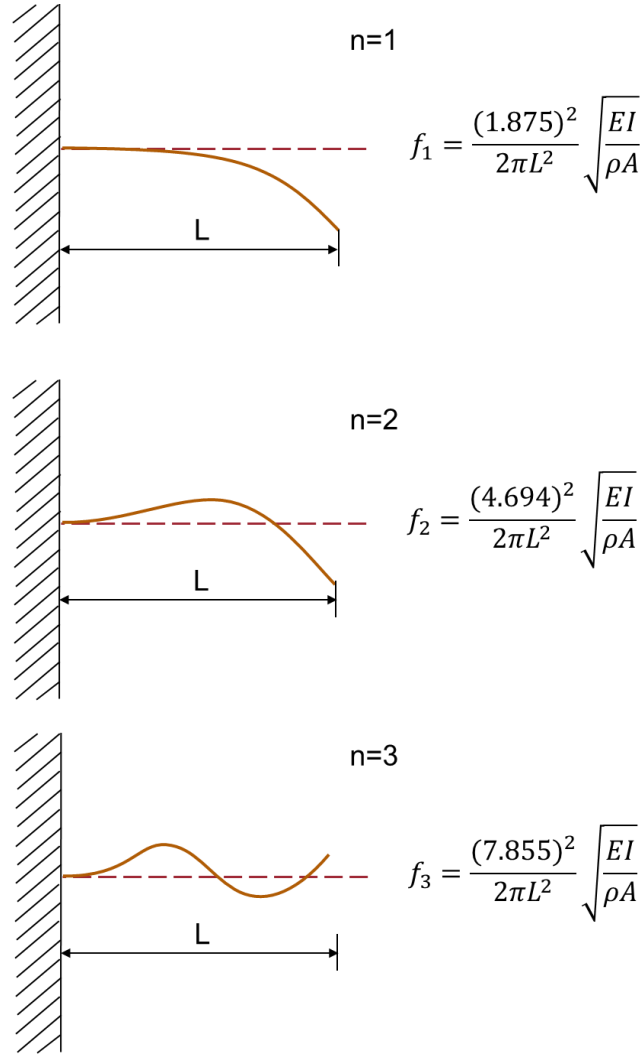 n=1
f₁ = (1.875)² / 2πL² √(EI / ρA)
L
n=2
f₂ = (4.694)² / 2πL² √(EI / ρA)
L
n=3
f₃ = (7.855)² / 2πL² √(EI / ρA)
L